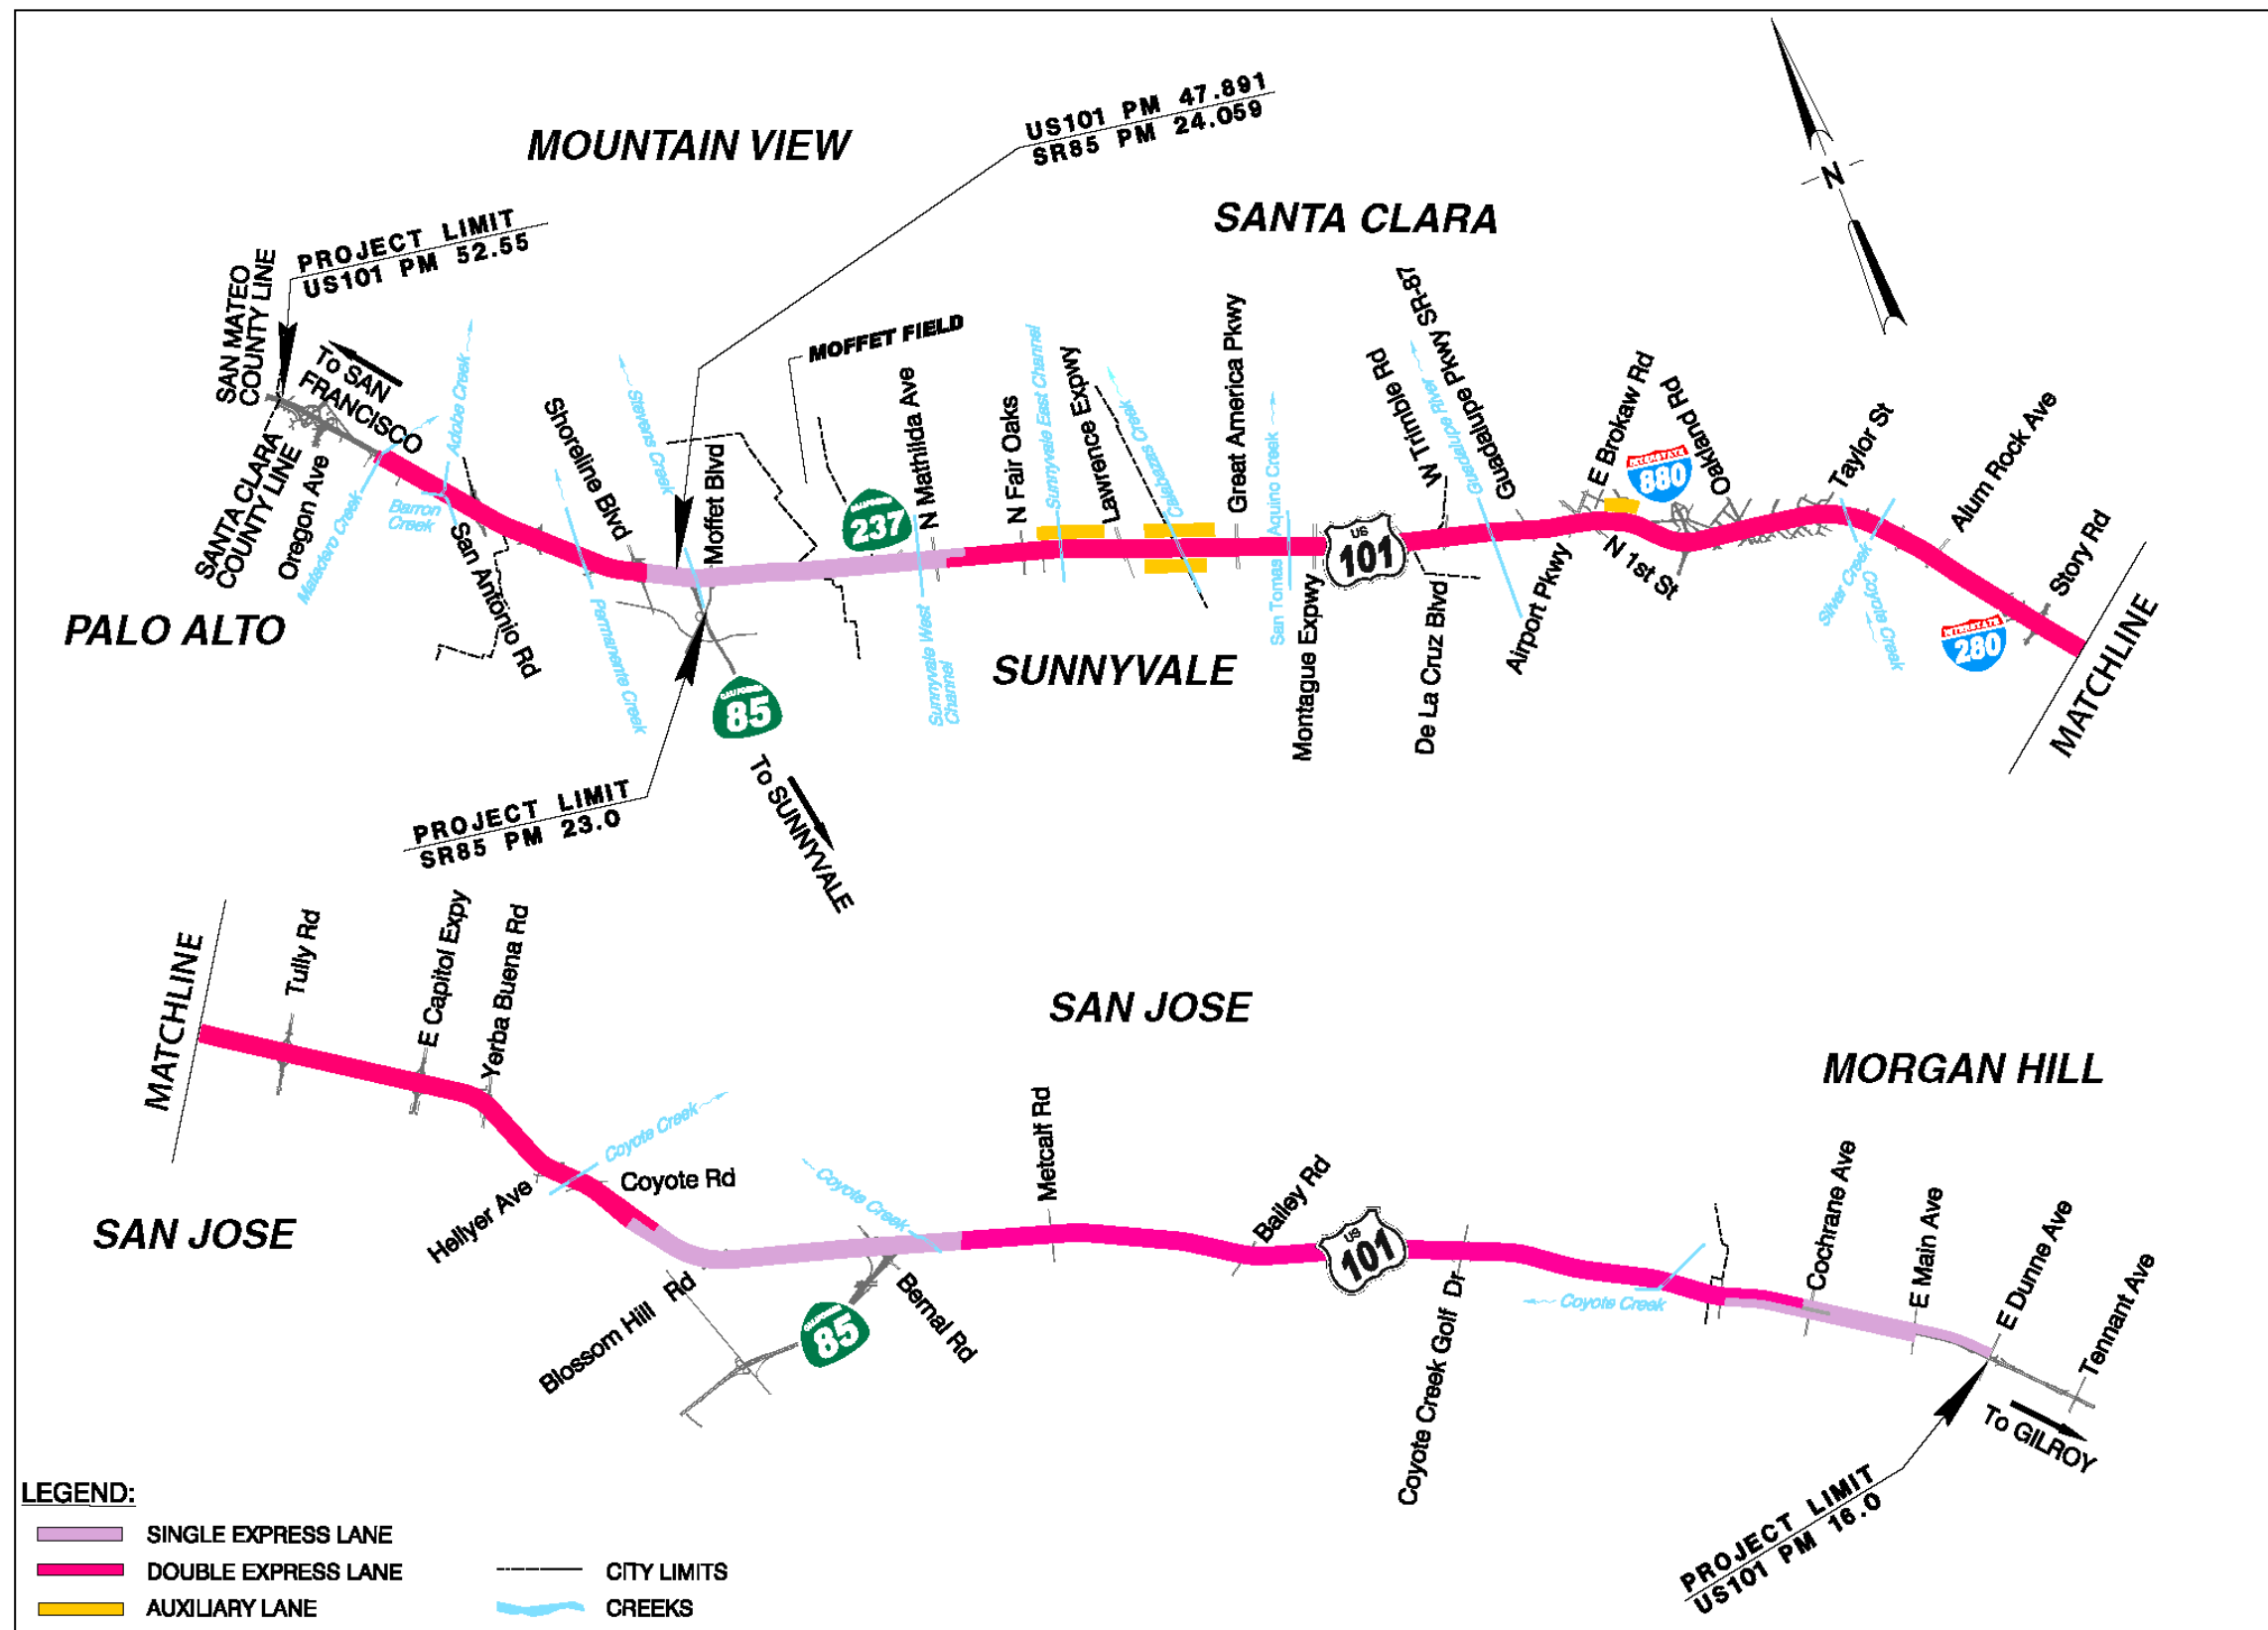 US101 PM 47.891
SR85 PM 24.059
MOUNTAIN VIEW
SANTA CLARA
N
PROJECT LIMIT
US101 PM 52.55
SAN MATEO
COUNTY LINE
SANTA CLARA
COUNTY LINE
To SAN
FRANCISCO
Oregon Ave
Matadero Creek
Adobe Creek
Barron
Creek
San Antonio Rd
Shoreline Blvd
Permanente Creek
Stevens Creek
Moffet Blvd
MOFFET FIELD
237
N Mathilda Ave
Sunnyvale West
Channel
N Fair Oaks
Sunnyvale East Channel
Lawrence Expwy
Calabazas Creek
Great America Pkwy
San Tomas Aquino Creek
Montague Expwy
US
101
W Trimble Rd
De La Cruz Blvd
Guadalupe Pkwy SR-87
Guadalupe River
Airport Pkwy
E Brokaw Rd
N 1st St
INTERSTATE
880
Oakland Rd
Taylor St
Silver Creek
Coyote Creek
Alum Rock Ave
INTERSTATE
280
Story Rd
MATCHLINE
PALO ALTO
SUNNYVALE
CALIFORNIA
85
To SUNNYVALE
PROJECT LIMIT
SR85 PM 23.0
MATCHLINE
Tully Rd
E Capitol Expy
Yerba Buena Rd
SAN JOSE
MORGAN HILL
SAN JOSE
Hellyer Ave
Coyote Creek
Coyote Rd
Blossom Hill Rd
Coyote Creek
CALIFORNIA
85
Bernal Rd
Metcalf Rd
Bailey Rd
US
101
Coyote Creek Golf Dr
Coyote Creek
Cochrane Ave
E Main Ave
E Dunne Ave
Tennant Ave
To GILROY
PROJECT LIMIT
US101 PM 16.0
LEGEND:
SINGLE EXPRESS LANE
DOUBLE EXPRESS LANE
AUXILIARY LANE
CITY LIMITS
CREEKS